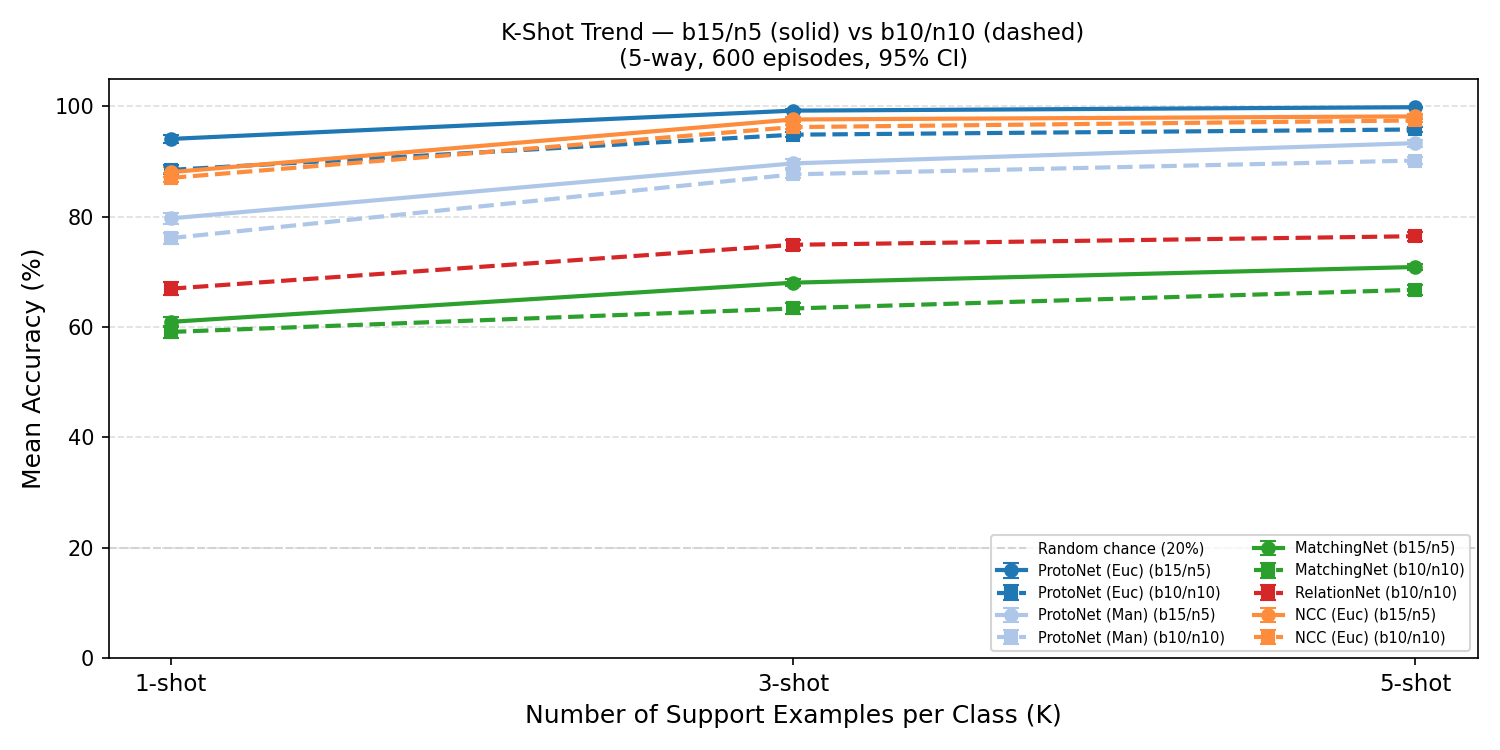 K-Shot Trend — b15/n5 (solid) vs b10/n10 (dashed)
(5-way, 600 episodes, 95% CI)
Mean Accuracy (%)
100
80
60
40
20
0
1-shot
3-shot
5-shot
Number of Support Examples per Class (K)
Random chance (20%)
ProtoNet (Euc) (b15/n5)
ProtoNet (Euc) (b10/n10)
ProtoNet (Man) (b15/n5)
ProtoNet (Man) (b10/n10)
MatchingNet (b15/n5)
MatchingNet (b10/n10)
RelationNet (b10/n10)
NCC (Euc) (b15/n5)
NCC (Euc) (b10/n10)